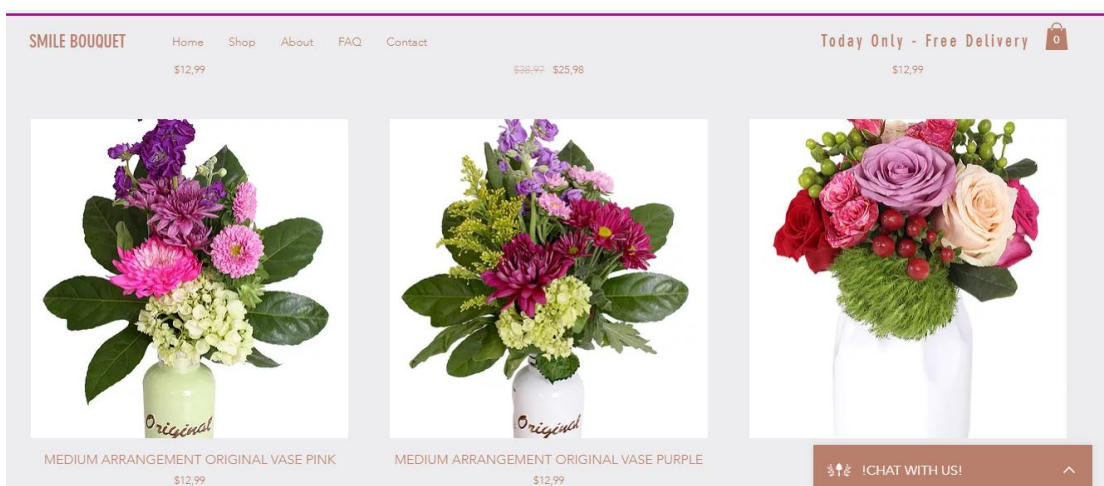 SMILE BOUQUET
Home Shop About FAQ Contact
Today Only - Free Delivery
0
$12,99
$38,97 $25,98
$12,99
Original
Original
MEDIUM ARRANGEMENT ORIGINAL VASE PINK
MEDIUM ARRANGEMENT ORIGINAL VASE PURPLE
$12,99
$12,99
!CHAT WITH US!